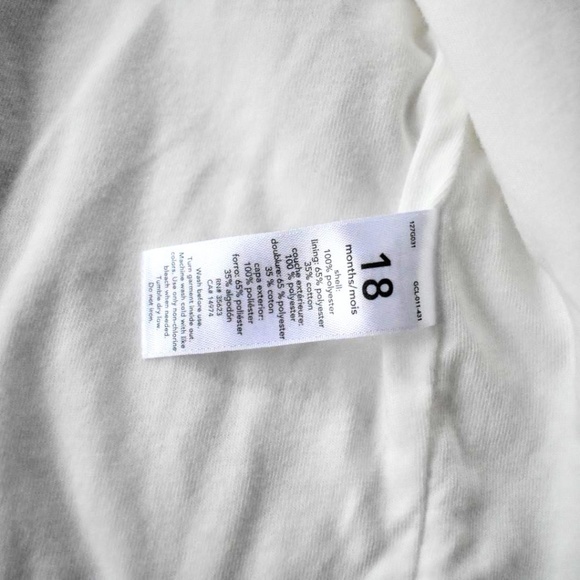 127G031
GCL-011-431
18
months/mois
shell:
100% polyester
lining: 65% polyester
35% cotton
couche extérieure:
100 % polyester
doublure:65 % polyester
35 % coton
capa exterior:
100% poliéster
forro: 65% poliéster
35% algodón
RN# 35623
CA# 14974
Wash before use.
Turn garment inside out.
Machine wash cold with like
colors. Use only non-chlorine
bleach when needed.
Tumble dry low.
Do not iron.